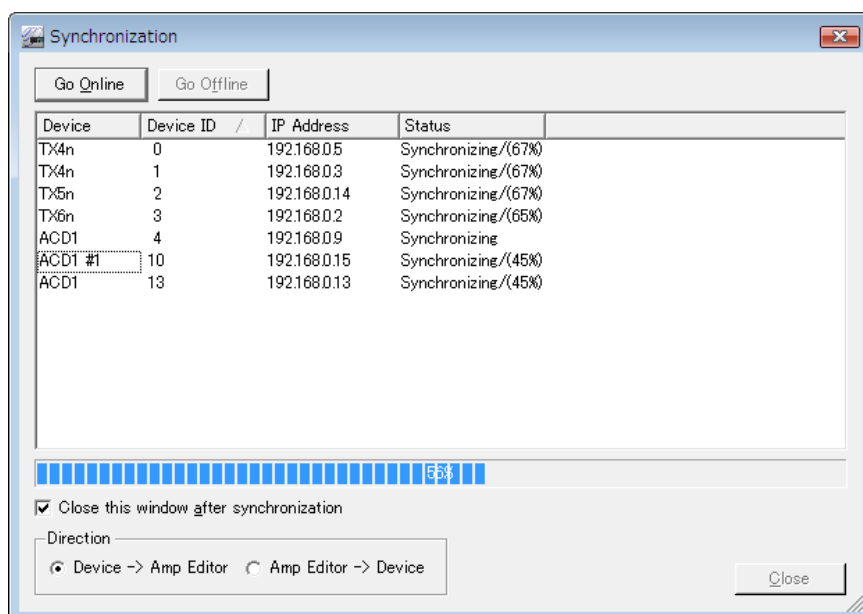 Synchronization
Go Online Go Offline
Device Device ID IP Address Status
TX4n 0 192.168.0.5 Synchronizing/(67%)
TX4n 1 192.168.0.3 Synchronizing/(67%)
TX5n 2 192.168.0.14 Synchronizing/(67%)
TX6n 3 192.168.0.2 Synchronizing/(65%)
ACD1 4 192.168.0.9 Synchronizing
ACD1 #1 10 192.168.0.15 Synchronizing/(45%)
ACD1 13 192.168.0.13 Synchronizing/(45%)
56%
Close this window after synchronization
Direction
Device -> Amp Editor Amp Editor -> Device
Close